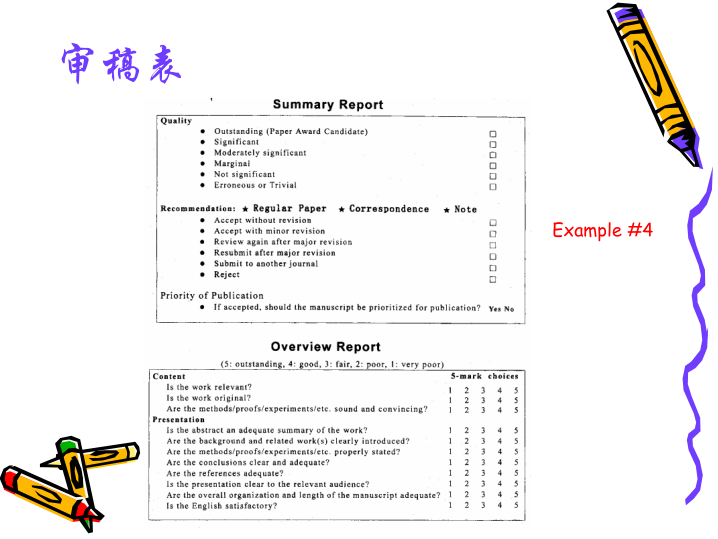 审稿表
Summary Report
Quality
● Outstanding (Paper Award Candidate) □
● Significant □
● Moderately significant □
● Marginal □
● Not significant □
● Erroneous or Trivial □
Recommendation: ★ Regular Paper ★ Correspondence ★ Note
● Accept without revision □
● Accept with minor revision □
● Review again after major revision □
● Resubmit after major revision □
● Submit to another journal □
● Reject □
Example #4
Priority of Publication
● If accepted, should the manuscript be prioritized for publication? Yes No
Overview Report
(5: outstanding, 4: good, 3: fair, 2: poor, 1: very poor)
Content 5-mark choices
Is the work relevant? 1 2 3 4 5
Is the work original? 1 2 3 4 5
Are the methods/proofs/experiments/etc. sound and convincing? 1 2 3 4 5
Presentation
Is the abstract an adequate summary of the work? 1 2 3 4 5
Are the background and related work(s) clearly introduced? 1 2 3 4 5
Are the methods/proofs/experiments/etc. properly stated? 1 2 3 4 5
Are the conclusions clear and adequate? 1 2 3 4 5
Are the references adequate? 1 2 3 4 5
Is the presentation clear to the relevant audience? 1 2 3 4 5
Are the overall organization and length of the manuscript adequate? 1 2 3 4 5
Is the English satisfactory? 1 2 3 4 5